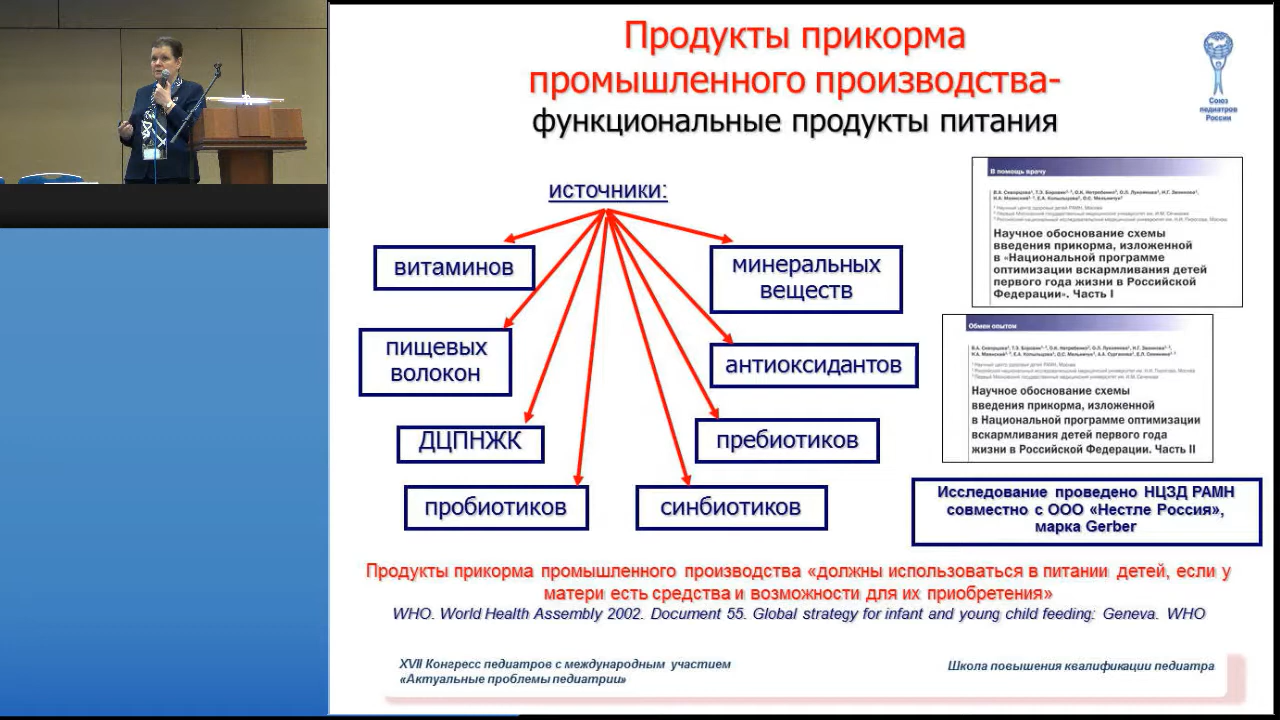 Продукты прикорма
промышленного производства-
функциональные продукты питания
Союз
педиатров
России
источники:
витаминов
минеральных
веществ
пищевых
волокон
антиоксидантов
ДЦПНЖК
пребиотиков
пробиотиков
синбиотиков
В помощь врачу
Научное обоснование схемы
введения прикорма, изложенной
в «Национальной программе
оптимизации вскармливания детей
первого года жизни в Российской
Федерации». Часть I
Обмен опытом
Научное обоснование схемы
введения прикорма, изложенной
в Национальной программе оптимизации
вскармливания детей первого года
жизни в Российской Федерации. Часть II
Исследование проведено НЦЗД РАМН
совместно с ООО «Нестле Россия»,
марка Gerber
Продукты прикорма промышленного производства «должны использоваться в питании детей, если у
матери есть средства и возможности для их приобретения»
WHO. World Health Assembly 2002. Document 55. Global strategy for infant and young child feeding: Geneva. WHO
XVII Конгресс педиатров с международным участием
«Актуальные проблемы педиатрии»
Школа повышения квалификации педиатра